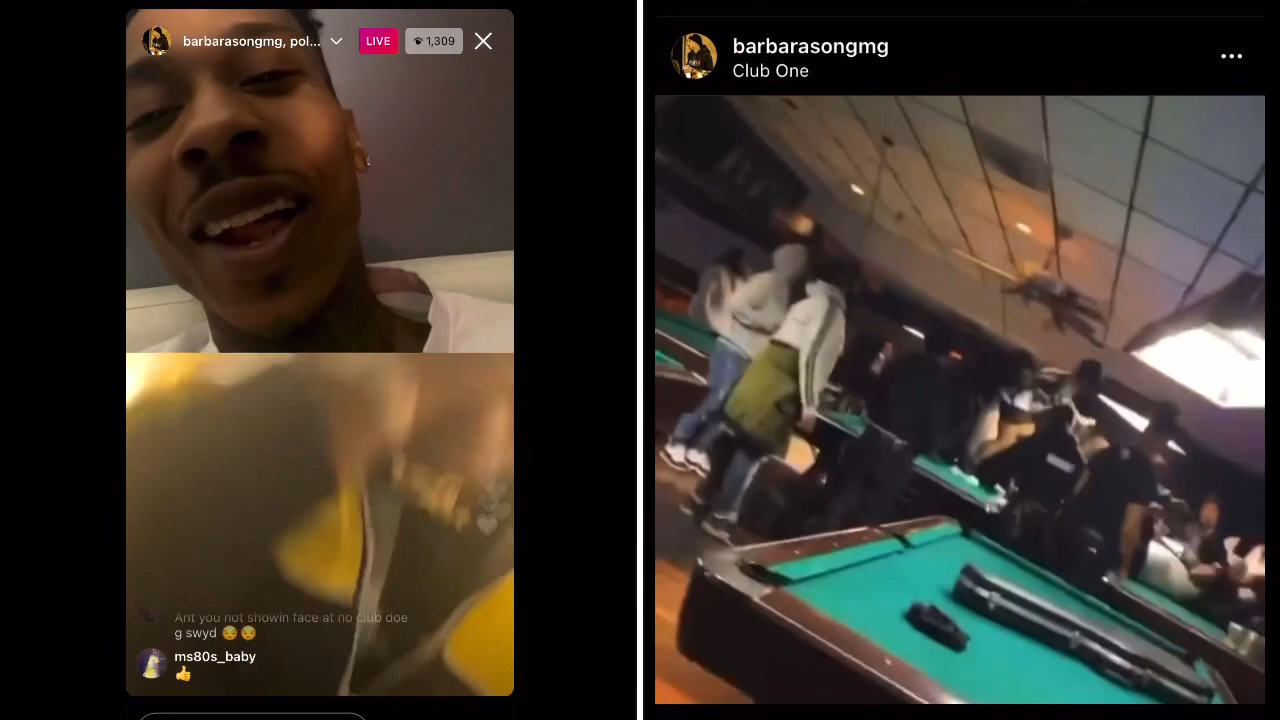 barbarasongmg, pol...
LIVE
1,309
Ant you not showin face at no club doe
g swyd 😔😔
ms80s_baby
👍
barbarasongmg
Club One